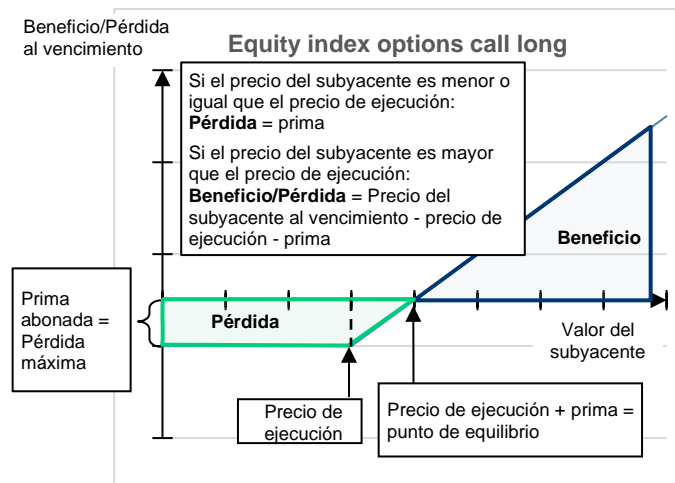 Beneficio/Pérdida
al vencimiento
Equity index options call long
Si el precio del subyacente es menor o
igual que el precio de ejecución:
Pérdida = prima
Si el precio del subyacente es mayor
que el precio de ejecución:
Beneficio/Pérdida = Precio del
subyacente al vencimiento - precio de
ejecución - prima
Beneficio
Prima
abonada =
Pérdida
máxima
Pérdida
Valor del
subyacente
Precio de
ejecución
Precio de ejecución + prima =
punto de equilibrio